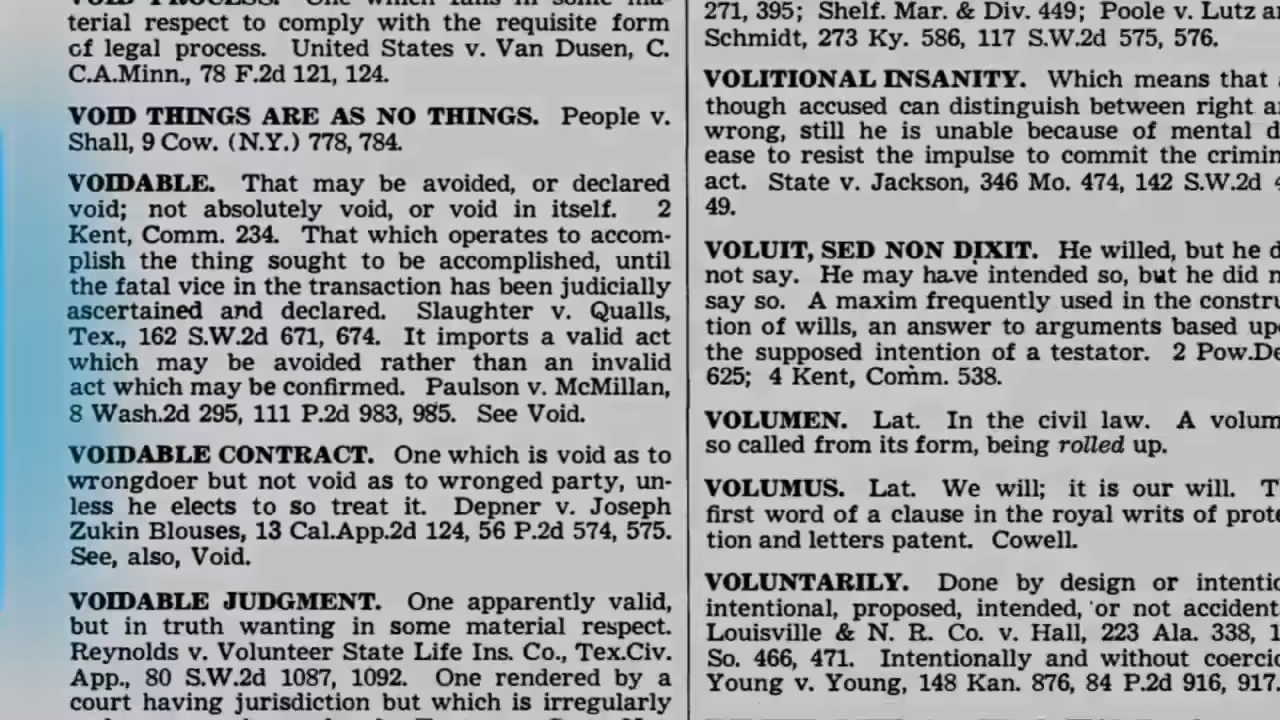 terial respect to comply with the requisite form
of legal process. United States v. Van Dusen, C.
C.A.Minn., 78 F.2d 121, 124.
VOID THINGS ARE AS NO THINGS. People v.
Shall, 9 Cow. (N.Y.) 778, 784.
VOIDABLE. That may be avoided, or declared
void; not absolutely void, or void in itself. 2
Kent, Comm. 234. That which operates to accom-
plish the thing sought to be accomplished, until
the fatal vice in the transaction has been judicially
ascertained and declared. Slaughter v. Qualls,
Tex., 162 S.W.2d 671, 674. It imports a valid act
which may be avoided rather than an invalid
act which may be confirmed. Paulson v. McMillan,
8 Wash.2d 295, 111 P.2d 983, 985. See Void.
VOIDABLE CONTRACT. One which is void as to
wrongdoer but not void as to wronged party, un-
less he elects to so treat it. Depner v. Joseph
Zukin Blouses, 13 Cal.App.2d 124, 56 P.2d 574, 575.
See, also, Void.
VOIDABLE JUDGMENT. One apparently valid,
but in truth wanting in some material respect.
Reynolds v. Volunteer State Life Ins. Co., Tex.Civ.
App., 80 S.W.2d 1087, 1092. One rendered by a
court having jurisdiction but which is irregularly
271, 395; Shelf. Mar. & Div. 449; Poole v. Lutz
Schmidt, 273 Ky. 586, 117 S.W.2d 575, 576.
VOLITIONAL INSANITY. Which means that
though accused can distinguish between right
wrong, still he is unable because of mental
ease to resist the impulse to commit the
act. State v. Jackson, 346 Mo. 474, 142 S.W.2d
49.
VOLUIT, SED NON DIXIT. He willed, but he
not say. He may have intended so, but he did
say so. A maxim frequently used in the
tion of wills, an answer to arguments based
the supposed intention of a testator. 2
625; 4 Kent, Comm. 538.
VOLUMEN. Lat. In the civil law. A
so called from its form, being rolled up.
VOLUMUS. Lat. We will; it is our will.
first word of a clause in the royal writs of
tion and letters patent. Cowell.
VOLUNTARILY. Done by design or
intentional, proposed, intended, or not
Louisville & N. R. Co. v. Hall, 223 Ala. 338,
So. 466, 471. Intentionally and without
Young v. Young, 148 Kan. 876, 84 P.2d 916, 917.